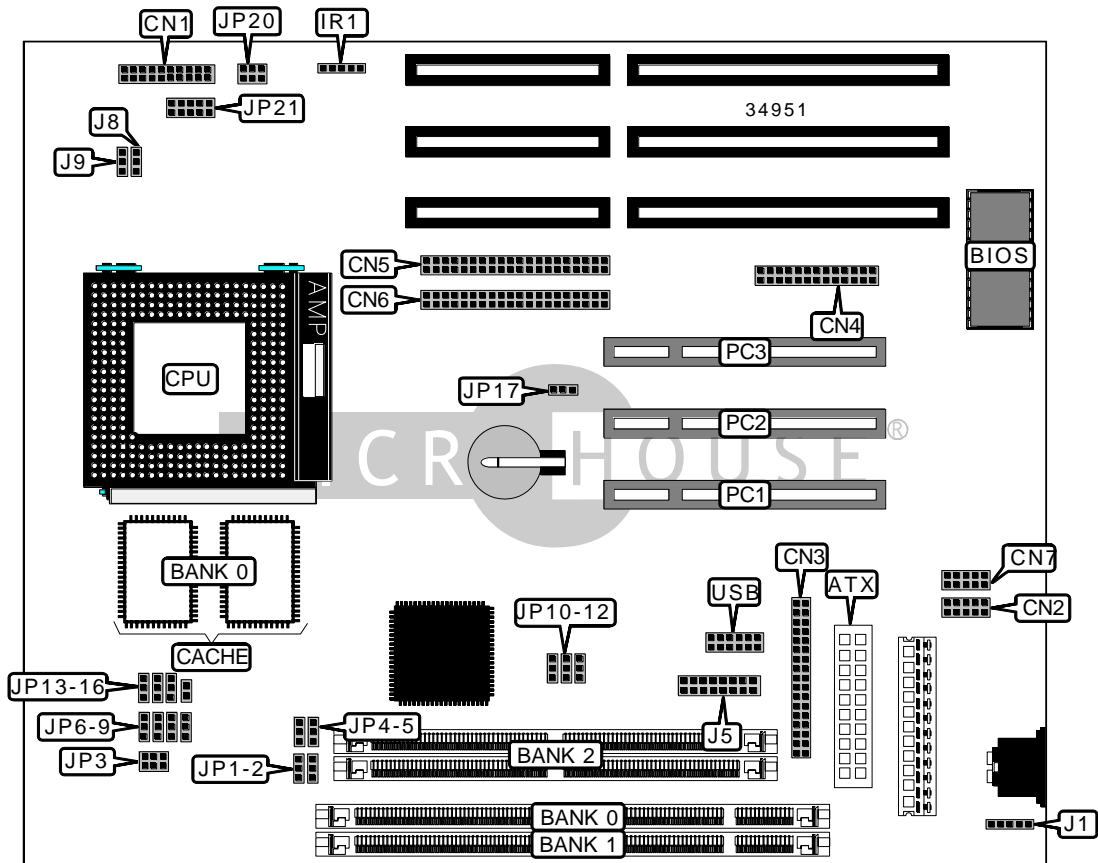 CN1
JP20
IR1
JP21
J8
J9
34951
BIOS
CN5
CN6
CN4
AMP
CPU
PC3
JP17
PC2
CR HOUSE®
PC1
BANK 0
CACHE
CN3
ATX
USB
CN7
CN2
JP10-12
JP13-16
JP6-9
JP4-5
J5
JP3
JP1-2
BANK 2
BANK 0
BANK 1
J1